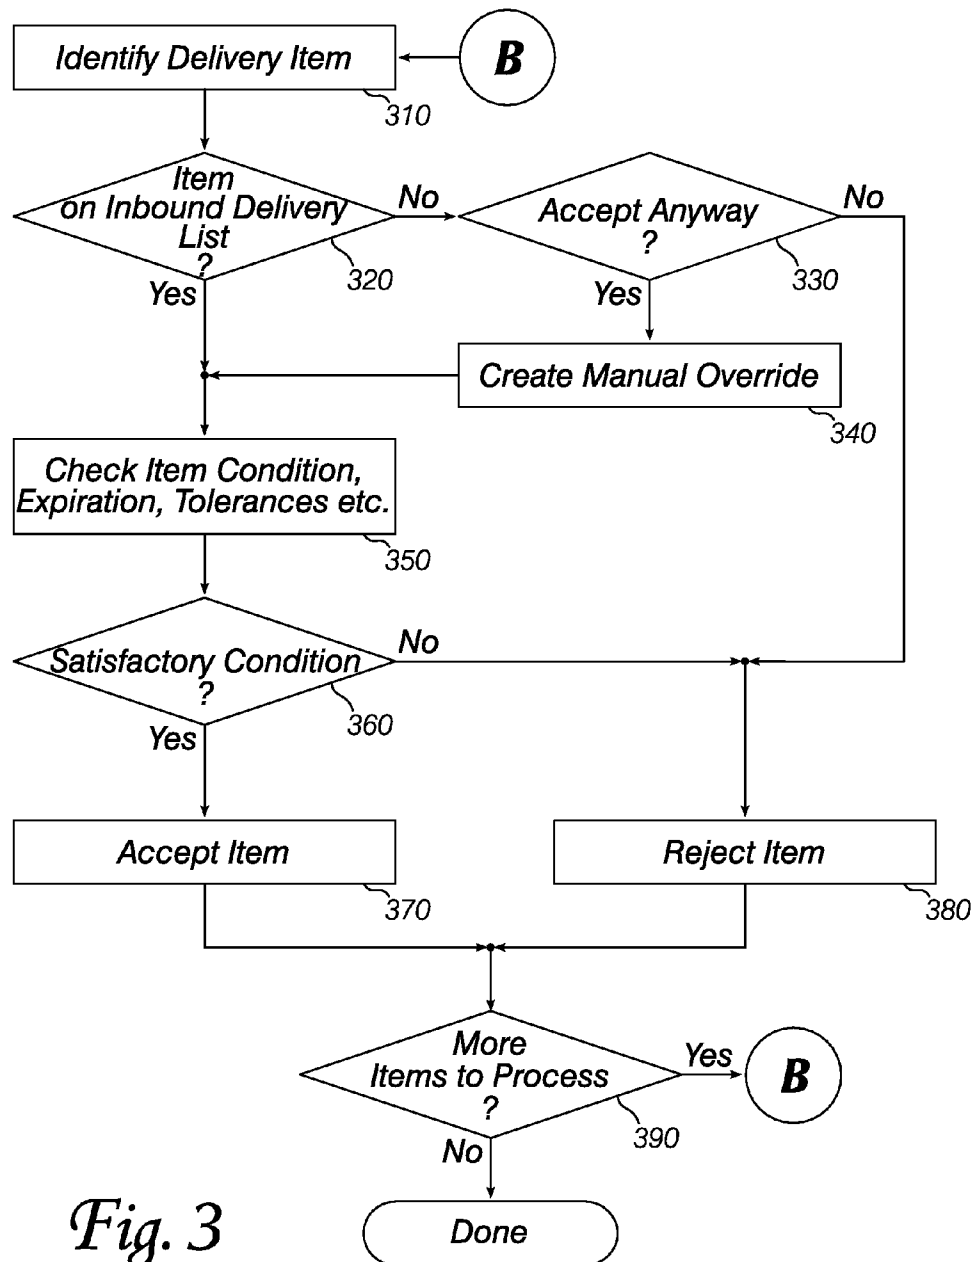 Identify Delivery Item
B
310
Item
on Inbound Delivery
List
?
No
320
Yes
Accept Anyway
?
No
330
Yes
Create Manual Override
340
Check Item Condition,
Expiration, Tolerances etc.
350
Satisfactory Condition
?
No
360
Yes
Accept Item
370
Reject Item
380
More
Items to Process
?
Yes
B
390
No
Done
Fig. 3